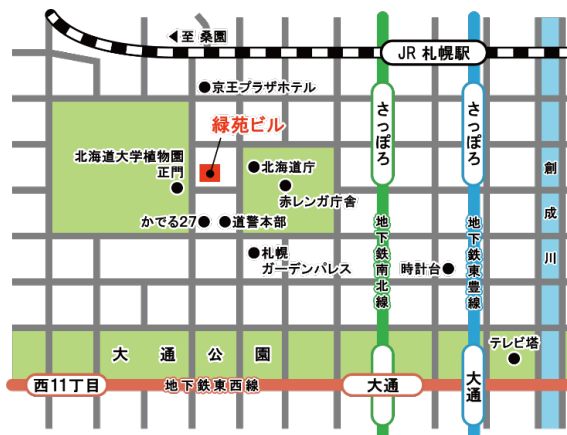 ◀至 桑園
JR 札幌駅
京王プラザホテル
さっぽろ
さっぽろ
緑苑ビル
北海道大学植物園
正門
北海道庁
赤レンガ庁舎
創成川
かでる27
道警本部
地下鉄南北線
地下鉄東豊線
札幌
ガーデンパレス
時計台
テレビ塔
大通公園
西11丁目
地下鉄東西線
大通
大通